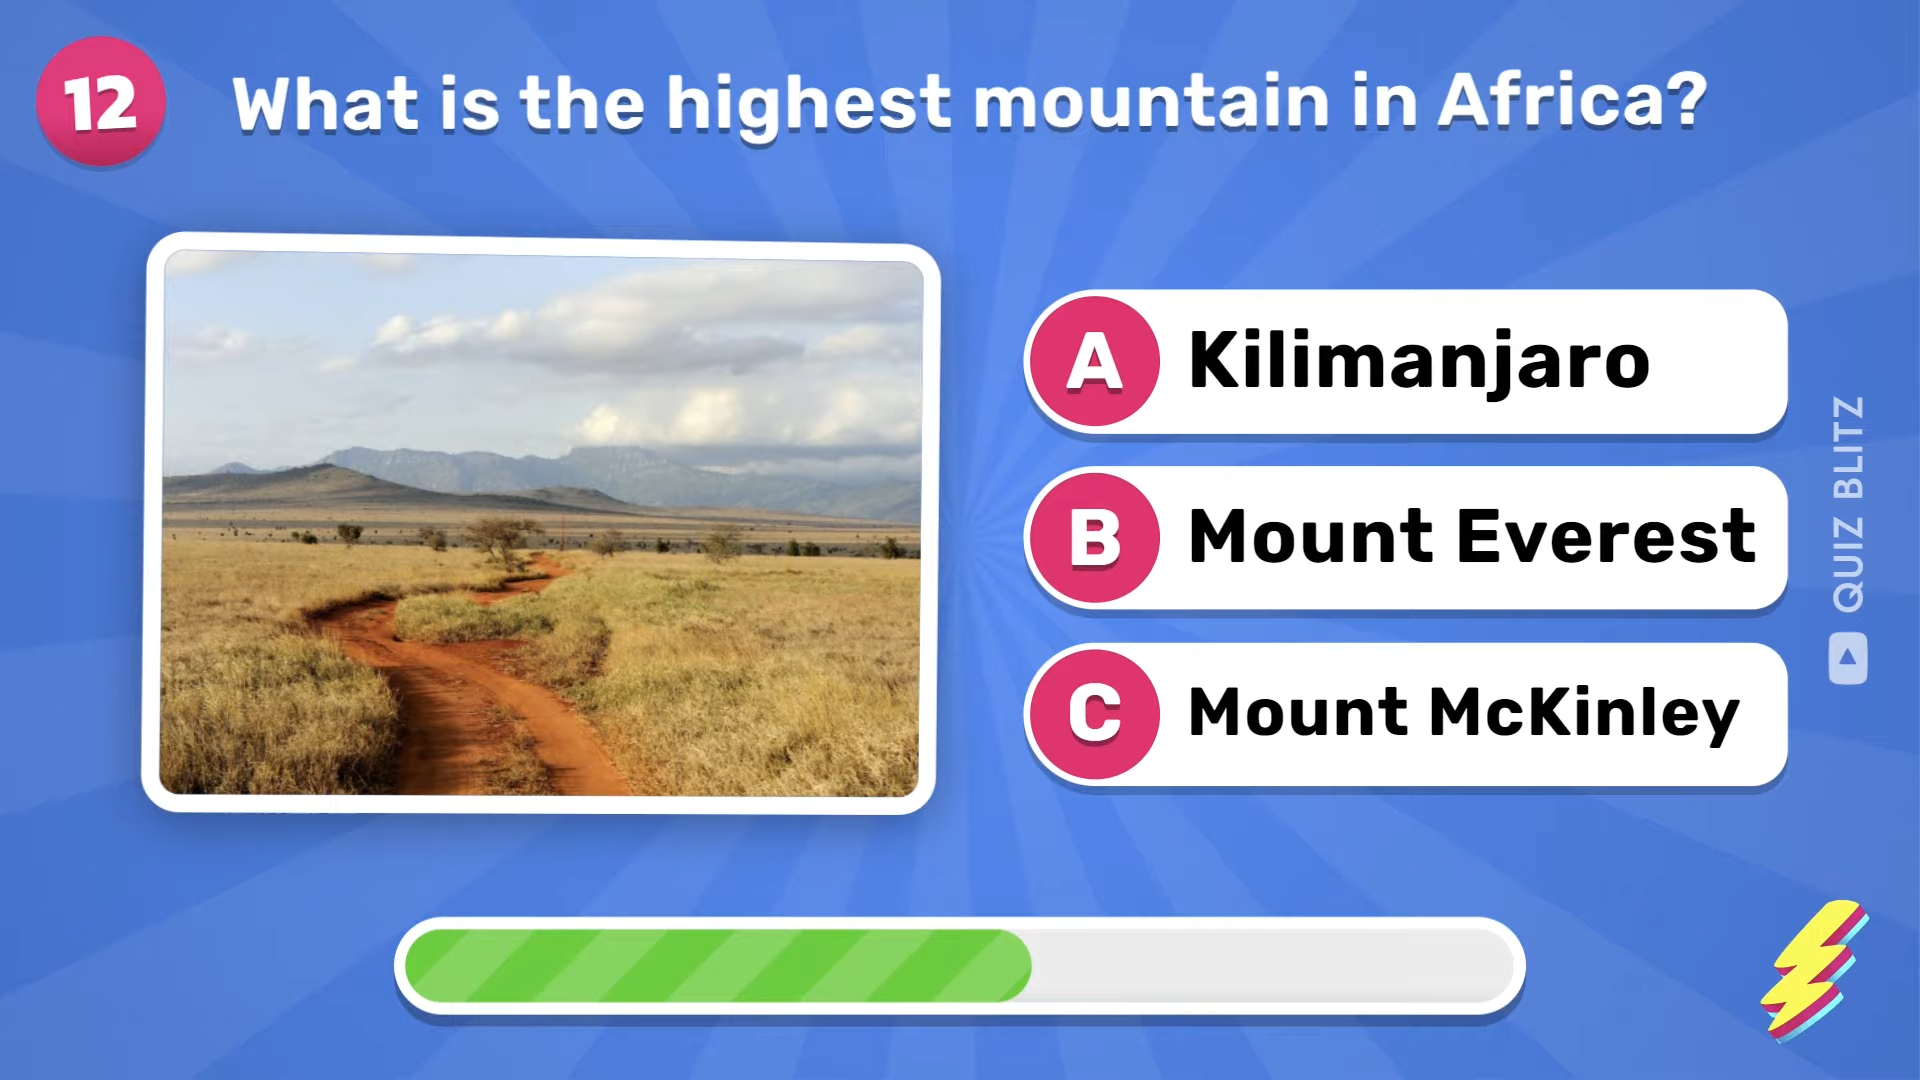 12
What is the highest mountain in Africa?
A Kilimanjaro
B Mount Everest
C Mount McKinley
QUIZ BLITZ